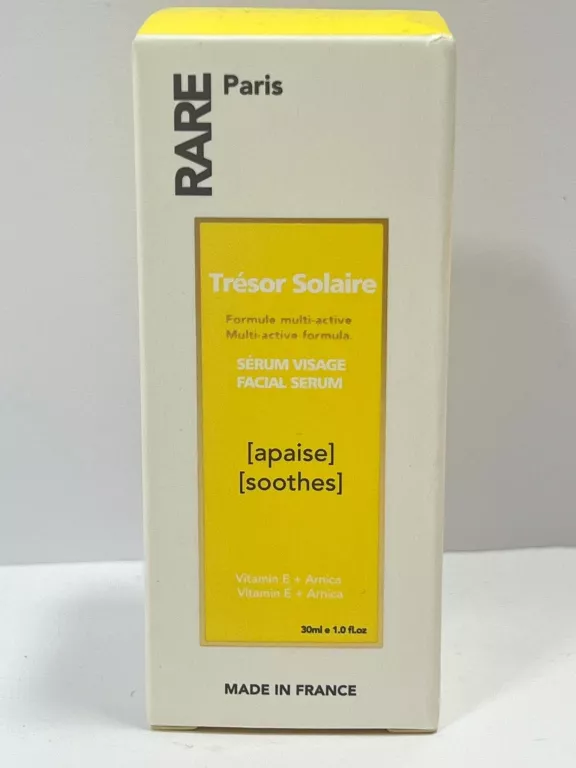 RARE
Paris
Trésor Solaire
Formule multi-active
Multi-active formula.
SÉRUM VISAGE
FACIAL SERUM
[apaise]
[soothes]
Vitamin E + Arnica
Vitamin E + Arnica
30ml e 1.0 fl.oz
MADE IN FRANCE